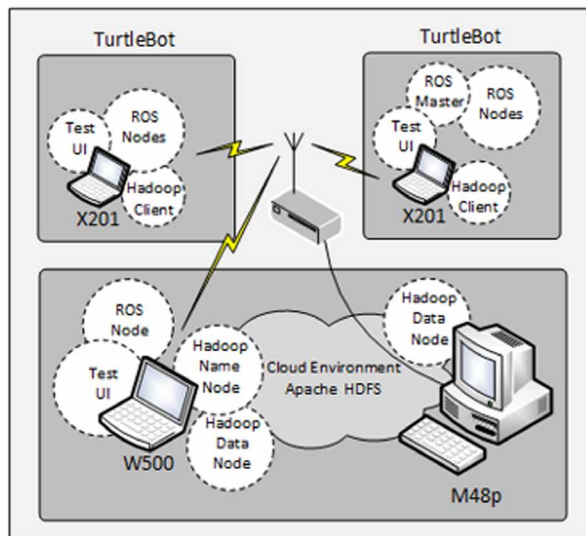 TurtleBot
Test
UI
ROS
Nodes
Hadoop
Client
X201
TurtleBot
ROS
Master
ROS
Nodes
Test
UI
Hadoop
Client
X201
ROS
Node
Test
UI
Hadoop
Name
Node
Hadoop
Data
Node
W500
Cloud Environment
Apache HDFS
Hadoop
Data
Node
M48p